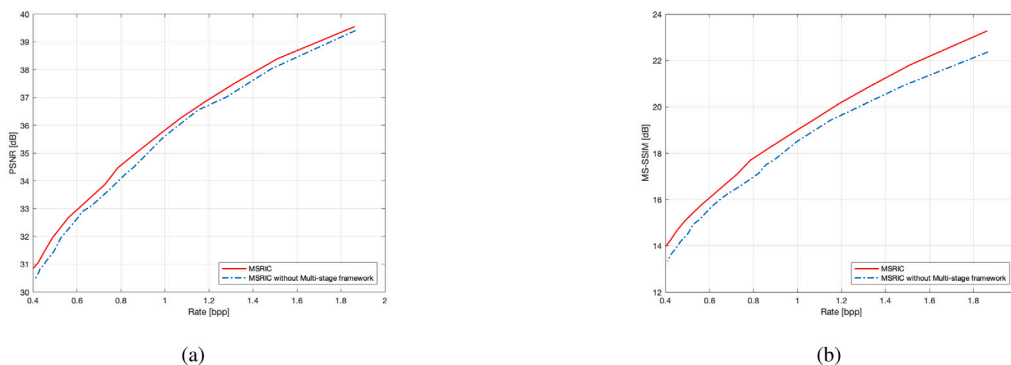 40
39
38
37
36
35
34
33
32
31
30
PSNR [dB]
0.4 0.6 0.8 1 1.2 1.4 1.6 1.8 2
Rate [bpp]
MSRIC
MSRIC without Multi-stage framework
(a)
24
22
20
18
16
14
12
MS-SSIM [dB]
0.4 0.6 0.8 1 1.2 1.4 1.6 1.8
Rate [bpp]
MSRIC
MSRIC without Multi-stage framework
(b)